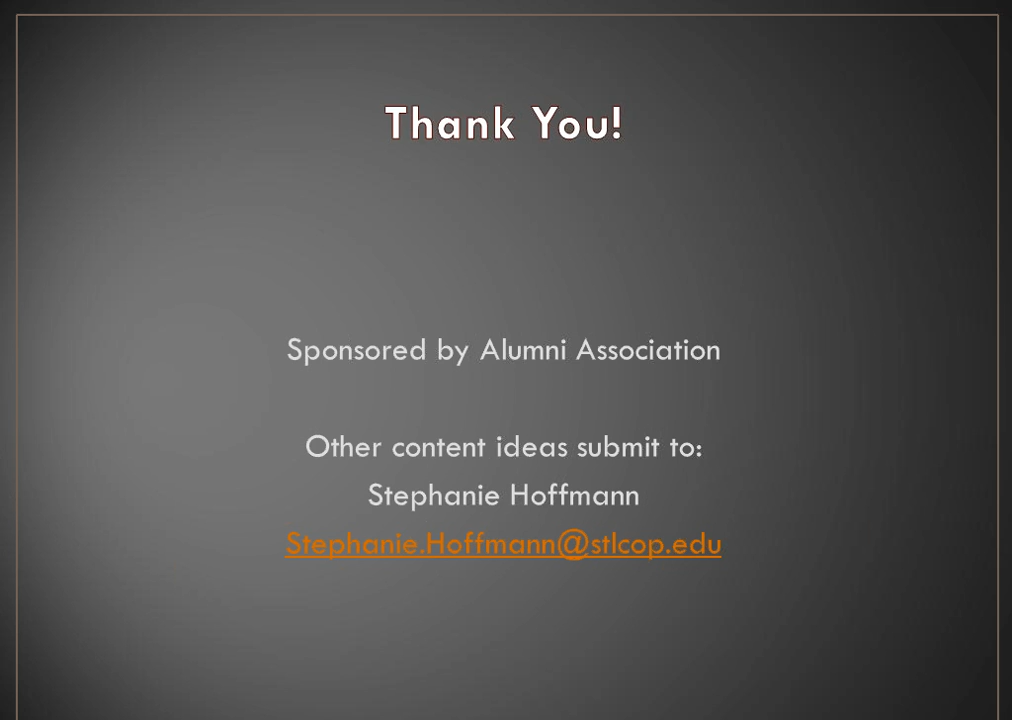 Thank You!
Sponsored by Alumni Association
Other content ideas submit to:
Stephanie Hoffmann
Stephanie.Hoffmann@stlcop.edu